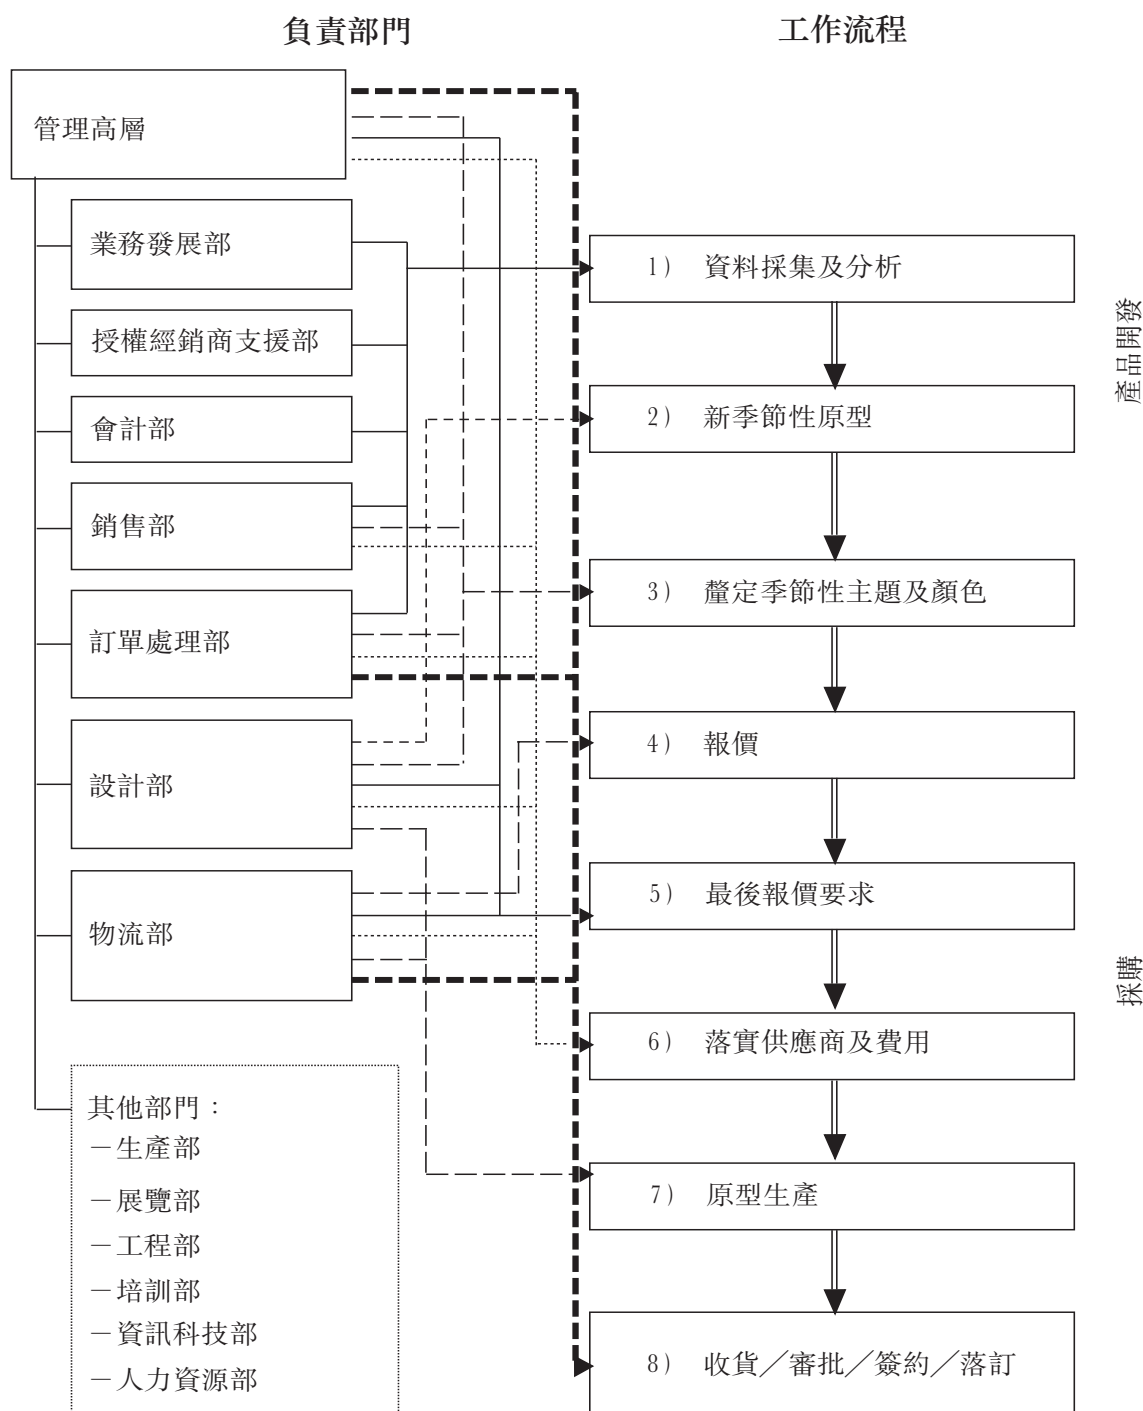 負責部門
工作流程
管理高層
業務發展部
授權經銷商支援部
會計部
銷售部
訂單處理部
設計部
物流部
其他部門：
－生產部
－展覽部
－工程部
－培訓部
－資訊科技部
－人力資源部
1) 資料採集及分析
2) 新季節性原型
3) 釐定季節性主題及顏色
4) 報價
5) 最後報價要求
6) 落實供應商及費用
7) 原型生產
8) 收貨╱審批╱簽約╱落訂
產品開發
採購